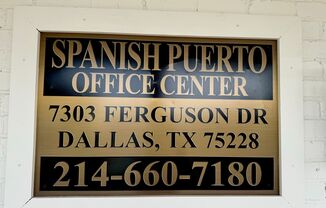 SPANISH PUERTO
OFFICE CENTER
7303 FERGUSON DR
DALLAS, TX 75228
214-660-7180